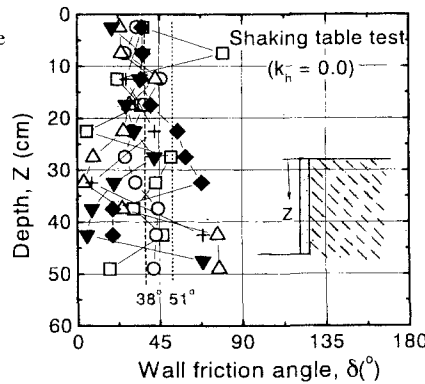 e
Shaking table test
(k_h = 0.0)
0
10
20
30
40
50
60
Depth, Z (cm)
Z
38° 51°
0
45
90
135
180
Wall friction angle, δ(°)